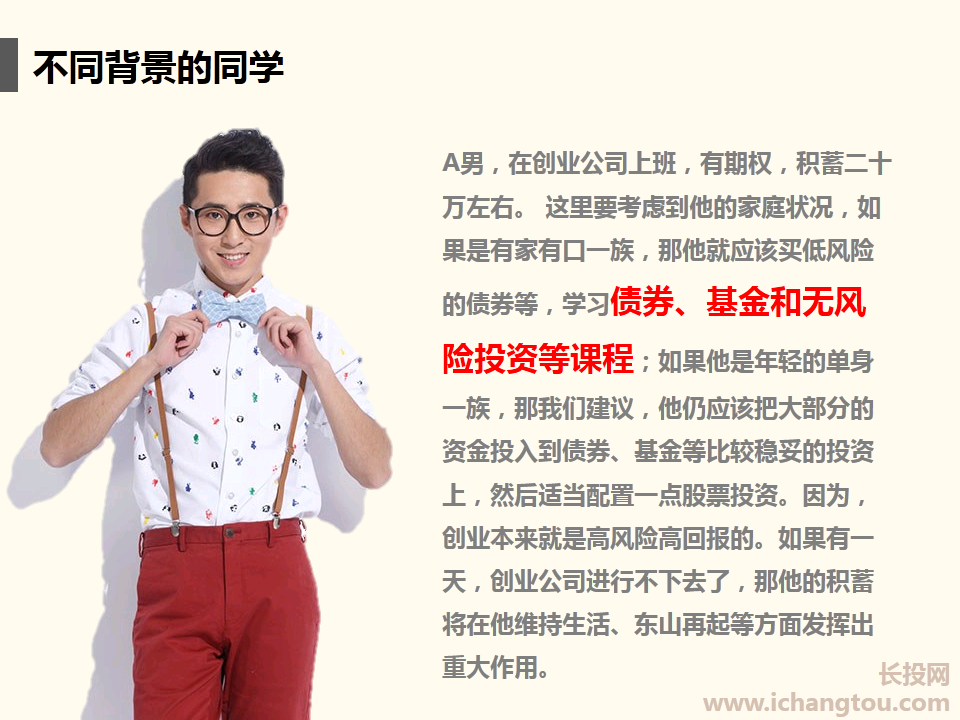 不同背景的同学
A男，在创业公司上班，有期权，积蓄二十
万左右。 这里要考虑到他的家庭状况，如
果是有家有口一族，那他就应该买低风险
的债券等，学习债券、基金和无风
险投资等课程；如果他是年轻的单身
一族，那我们建议，他仍应该把大部分的
资金投入到债券、基金等比较稳妥的投资
上，然后适当配置一点股票投资。因为，
创业本来就是高风险高回报的。如果有一
天，创业公司进行不下去了，那他的积蓄
将在他维持生活、东山再起等方面发挥出
重大作用。
长投网
www.ichangtou.com